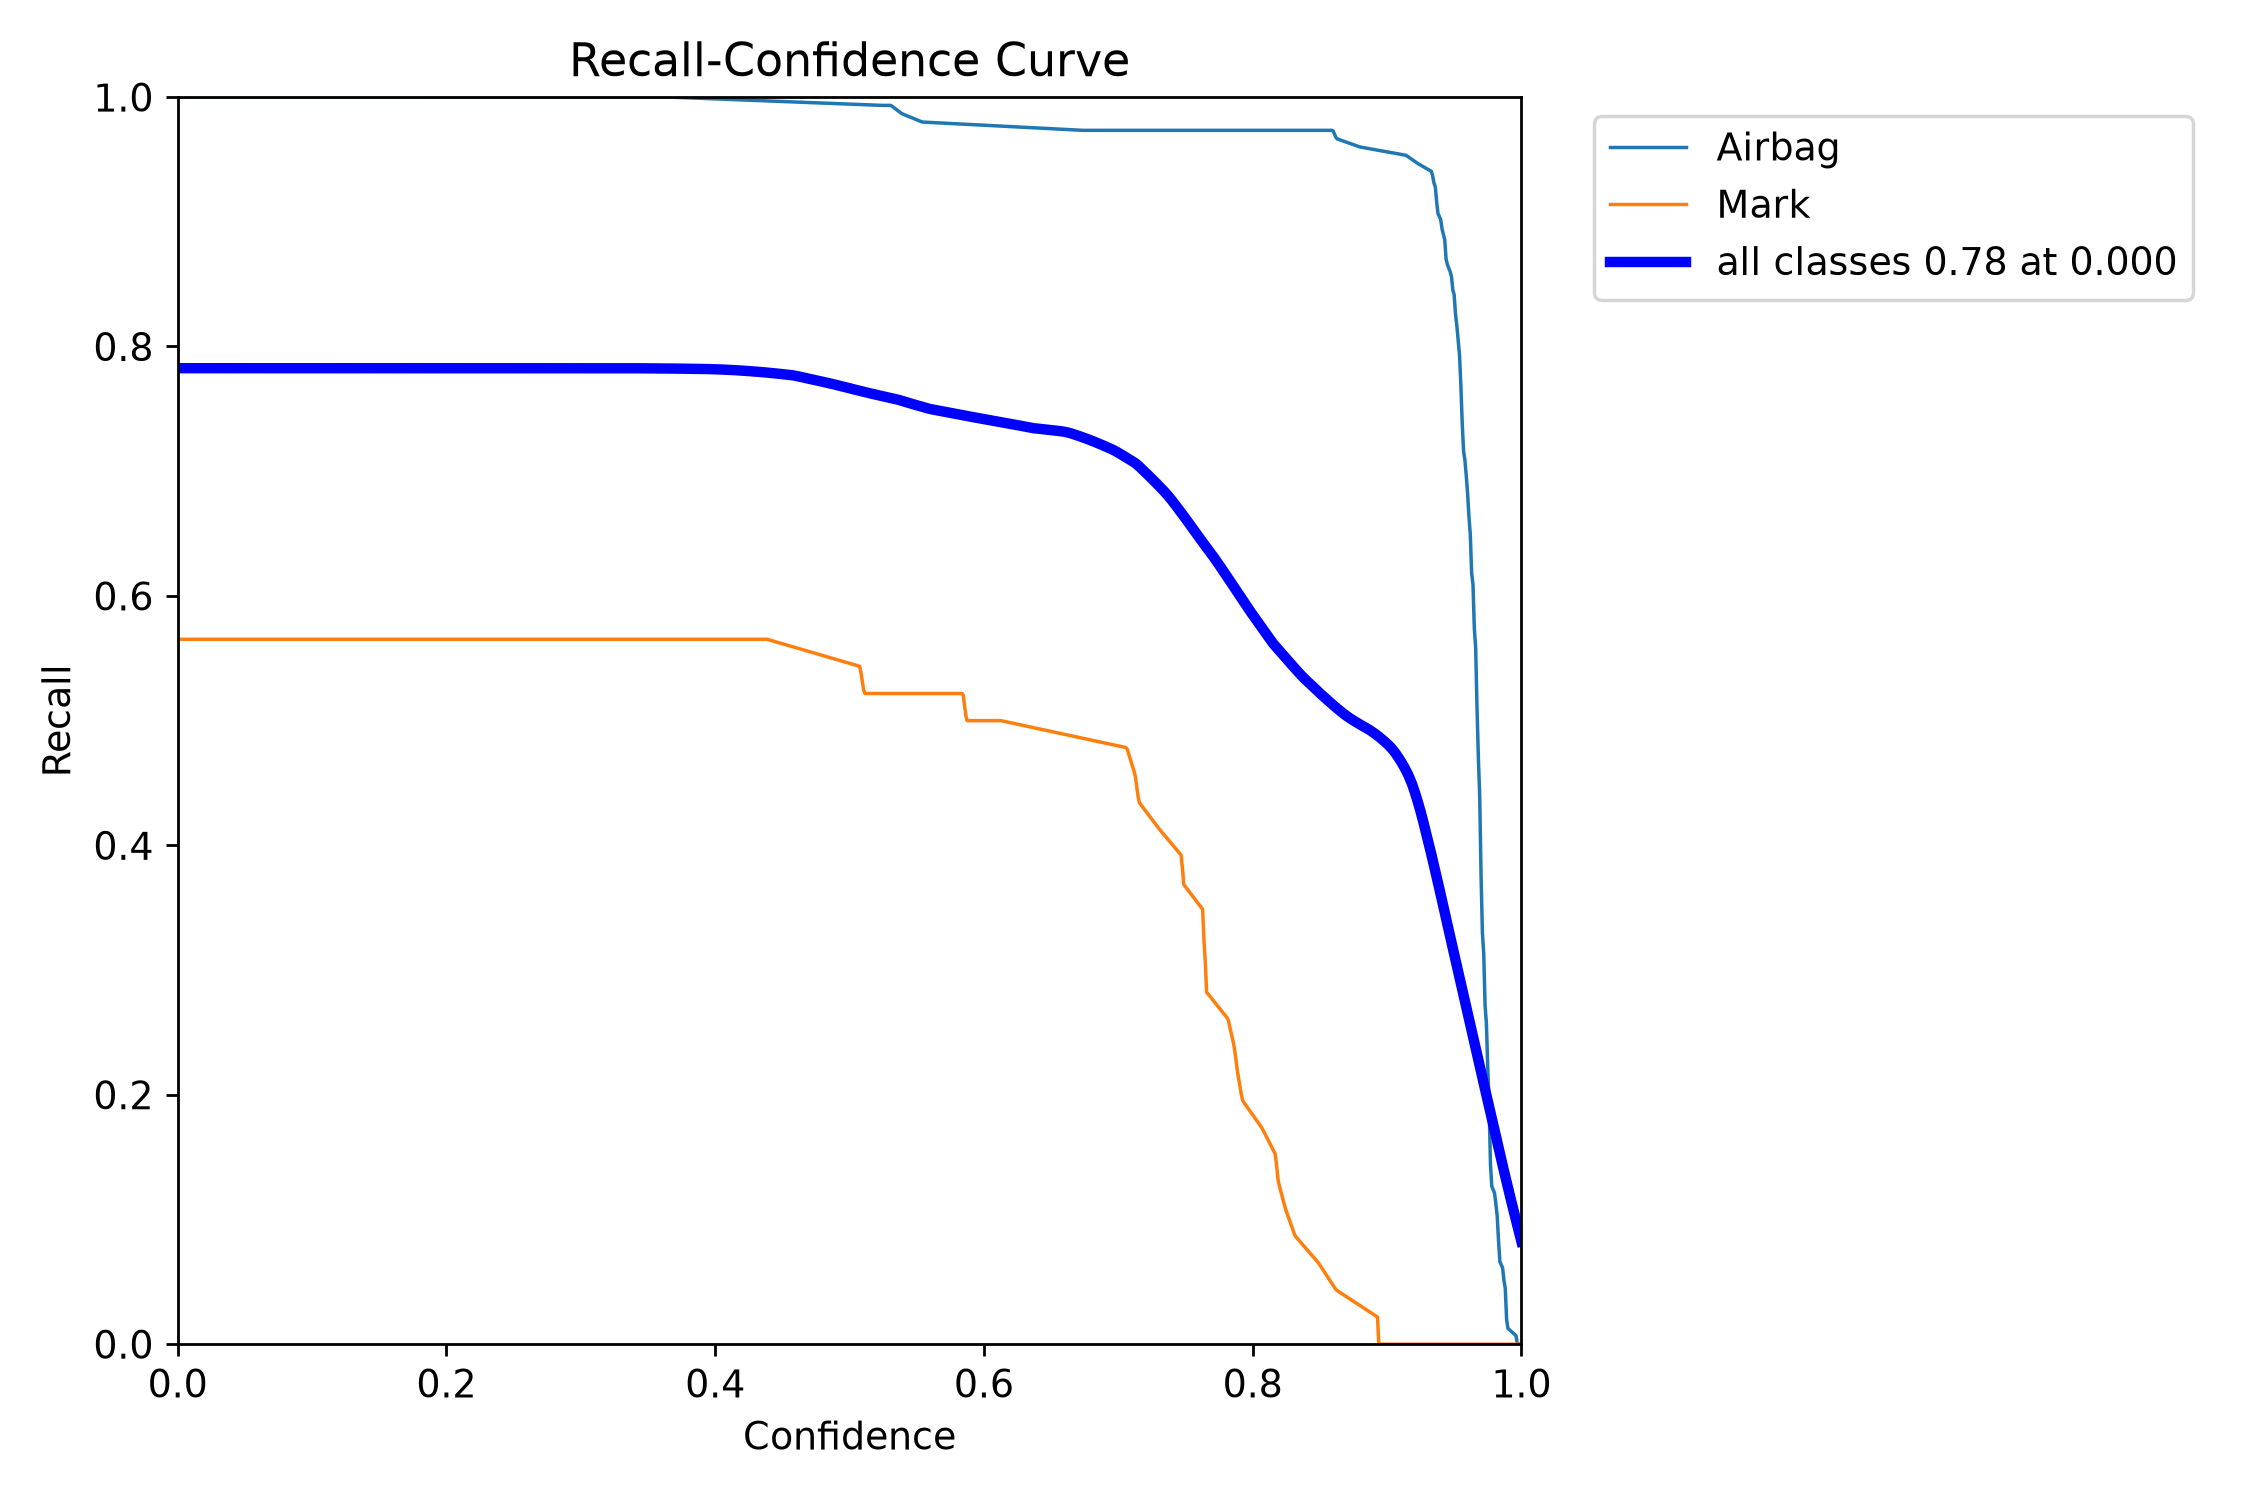 Recall-Confidence Curve
1.0
0.8
0.6
0.4
0.2
0.0
Recall
0.0 0.2 0.4 0.6 0.8 1.0
Confidence
Airbag
Mark
all classes 0.78 at 0.000